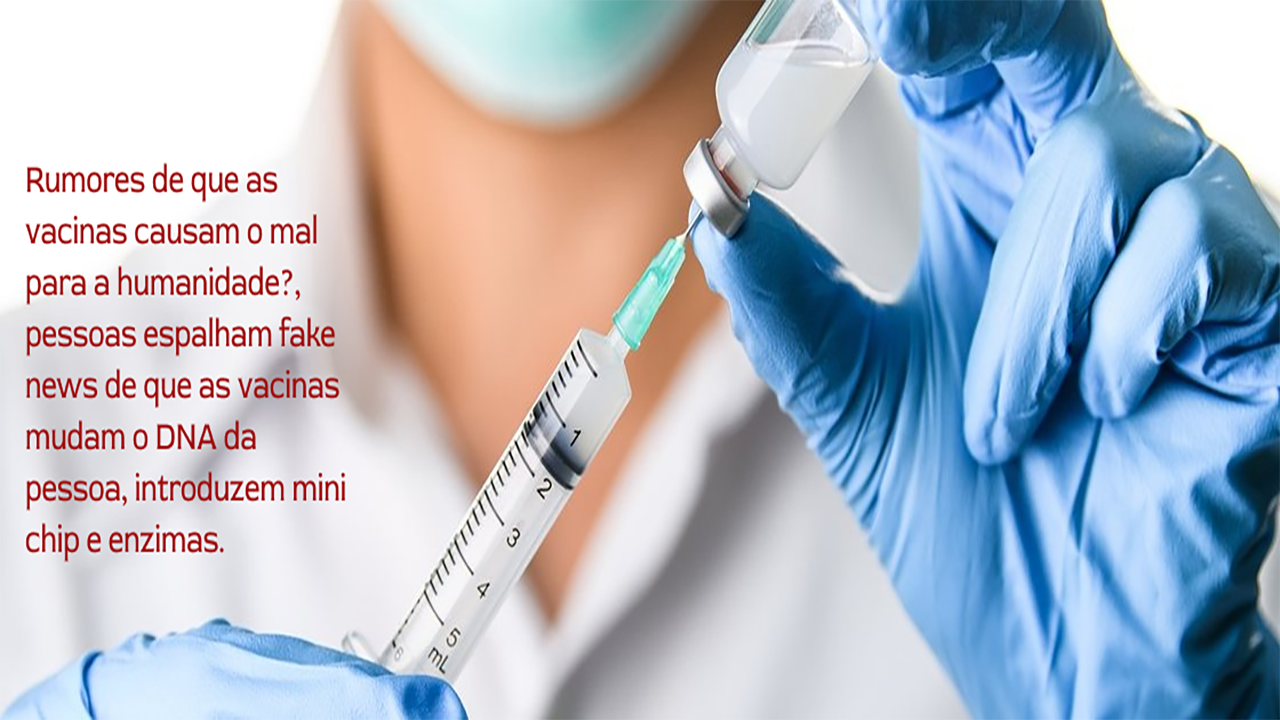 Rumores de que as
vacinas causam o mal
para a humanidade?,
pessoas espalham fake
news de que as vacinas
mudam o DNA da
pessoa, introduzem mini
chip e enzimas.
1
2
3
4
5
6
mL